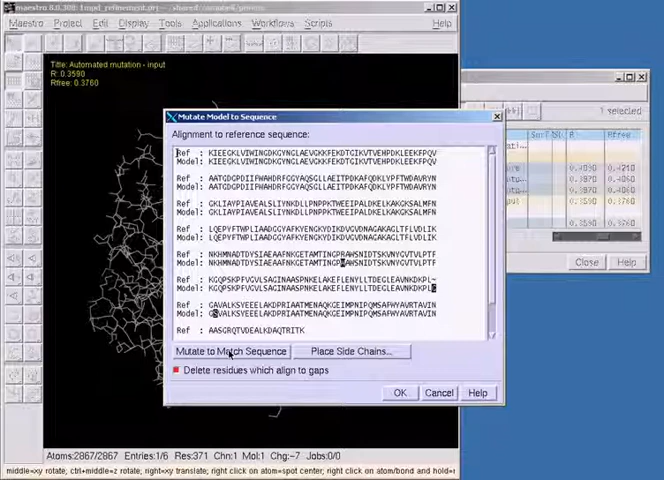 maestro 8.0.308:
Maestro Project Edit Display Tools Applications Workflows Scripts Help
Title: Automated mutation - input
R: 0.3590
Rfree: 0.3760
1 selected
R Rfree
Mutate Model to Sequence
Alignment to reference sequence:
Ref : KIEEGKLVIWINGDKGYNGLAEVGKKFEKDTGIKVTVEHPDKLEEKFPQV
Model: KIEEGKLVIWINGDKGYNGLAEVGKKFEKDTGIKVTVEHPDKLEEKFPQV
Ref : AATGDGPDIIFWAHDRFGGYAQSGLLAEITPDKAFQDKLYPFTWDAVRYN
Model: AATGDGPDIIFWAHDRFGGYAQSGLLAEITPDKAFQDKLYPFTWDAVRYN
Ref : GKLIAYPIAVEALSLIYNKDLLPNPPKTWEEIPALDKELKAKGKSALMFN
Model: GKLIAYPIAVEALSLIYNKDLLPNPPKTWEEIPALDKELKAKGKSALMFN
Ref : LQEPYFTWPLIAADGGYAFKYENGKYDIKDVGVDNAGAKAGLTFLVDLIK
Model: LQEPYFTWPLIAADGGYAFKYENGKYDIKDVGVDNAGAKAGLTFLVDLIK
Ref : NKHMNADTDYSIAEAAFNKGETAMTINGPRAWSNIDTSKVNYGVTVLPTF
Ref : KGQPSKPFVGVLSAGINAASPNKELAKEFLENYLLTDEGLEAVNKDKPL~
Model: KGQPSKPFVGVLSAGINAASPNKELAKEFLENYLLTDEGLEAVNKDKPLG
Ref : GAVALKSYEEELAKDPRIAATMENAQKGEIMPNIPQMSAFWYAVRTAVIN
Model: GSVALKSYEEELAKDPRIAATMENAQKGEIMPNIPQMSAFWYAVRTAVIN
Ref : AASGRQTVDEALKDAQTRITK
Mutate to Match Sequence Place Side Chains...
Delete residues which align to gaps
OK Cancel Help
Close Help
Atoms:2867/2867 Entries:1/6 Res:371 Chn:1 Mol:1 Chg:-7 Jobs:0/0
middle=xy rotate; ctrl+middle=z rotate; right=xy translate; right click on atom=spot center; right click on atom/bond and hold=